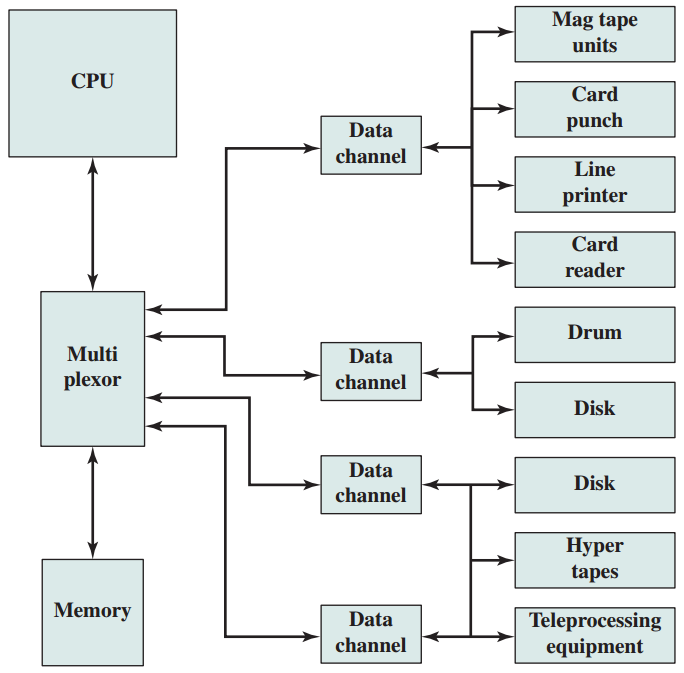 CPU
Multi
plexor
Memory
Data
channel
Data
channel
Data
channel
Data
channel
Mag tape
units
Card
punch
Line
printer
Card
reader
Drum
Disk
Disk
Hyper
tapes
Teleprocessing
equipment